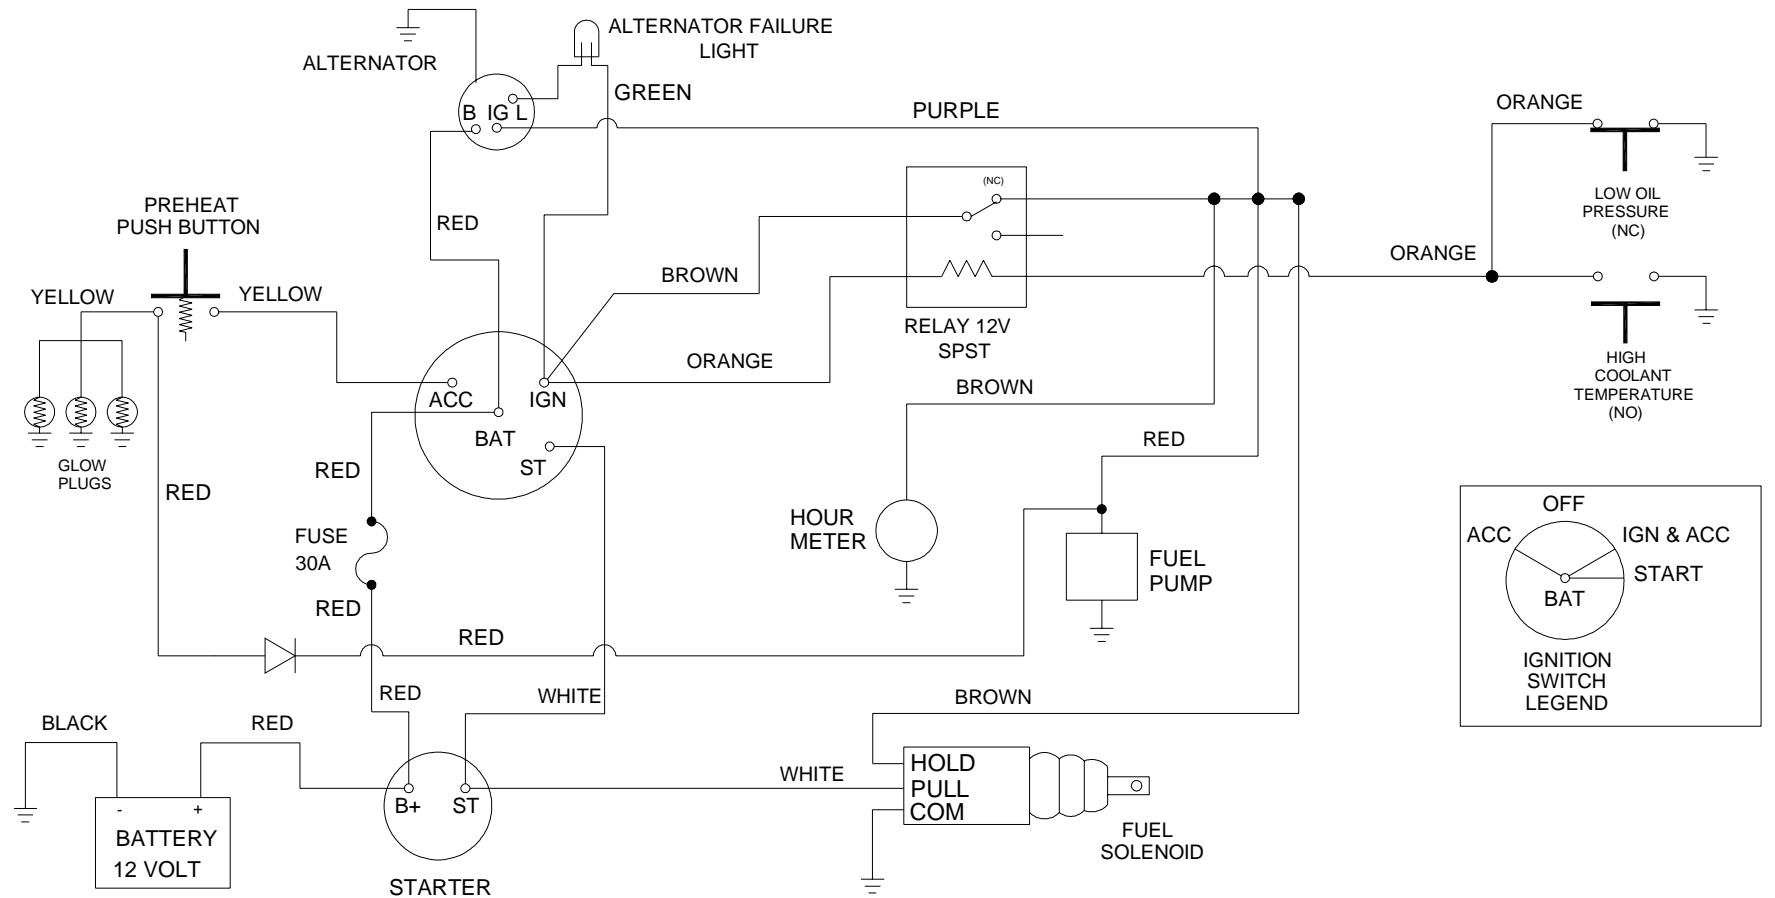 ALTERNATOR FAILURE
LIGHT
ALTERNATOR
GREEN
B IG L
PURPLE
ORANGE
(NC)
LOW OIL
PRESSURE
(NC)
PREHEAT
PUSH BUTTON
RED
ORANGE
BROWN
YELLOW
YELLOW
RELAY 12V
SPST
ORANGE
HIGH
COOLANT
TEMPERATURE
(NO)
BROWN
ACC
IGN
BAT
ST
RED
GLOW
PLUGS
RED
RED
HOUR
METER
FUSE
30A
FUEL
PUMP
RED
RED
OFF
ACC
IGN & ACC
START
BAT
IGNITION
SWITCH
LEGEND
RED
WHITE
BROWN
BLACK
RED
WHITE
HOLD
PULL
COM
- +
BATTERY
12 VOLT
B+ ST
STARTER
FUEL
SOLENOID